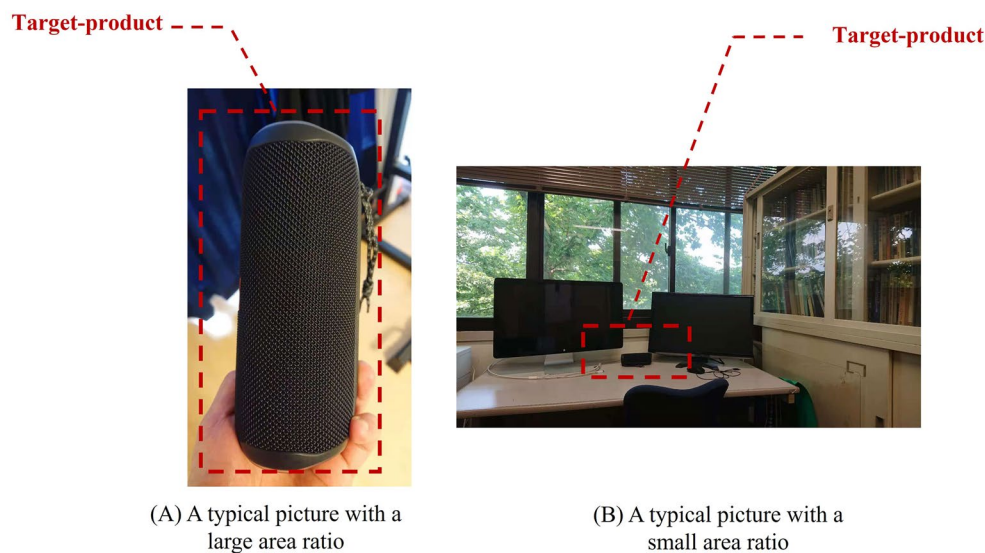 Target-product
Target-product
(A) A typical picture with a
large area ratio
(B) A typical picture with a
small area ratio